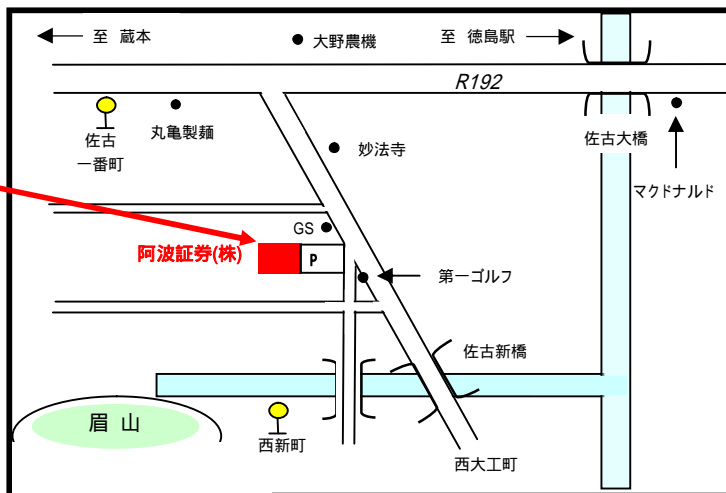 至 蔵本
大野農機
至 徳島駅
R192
佐古
一番町
丸亀製麺
妙法寺
佐古大橋
マクドナルド
GS
阿波証券(株)
P
第一ゴルフ
佐古新橋
眉 山
西新町
西大工町